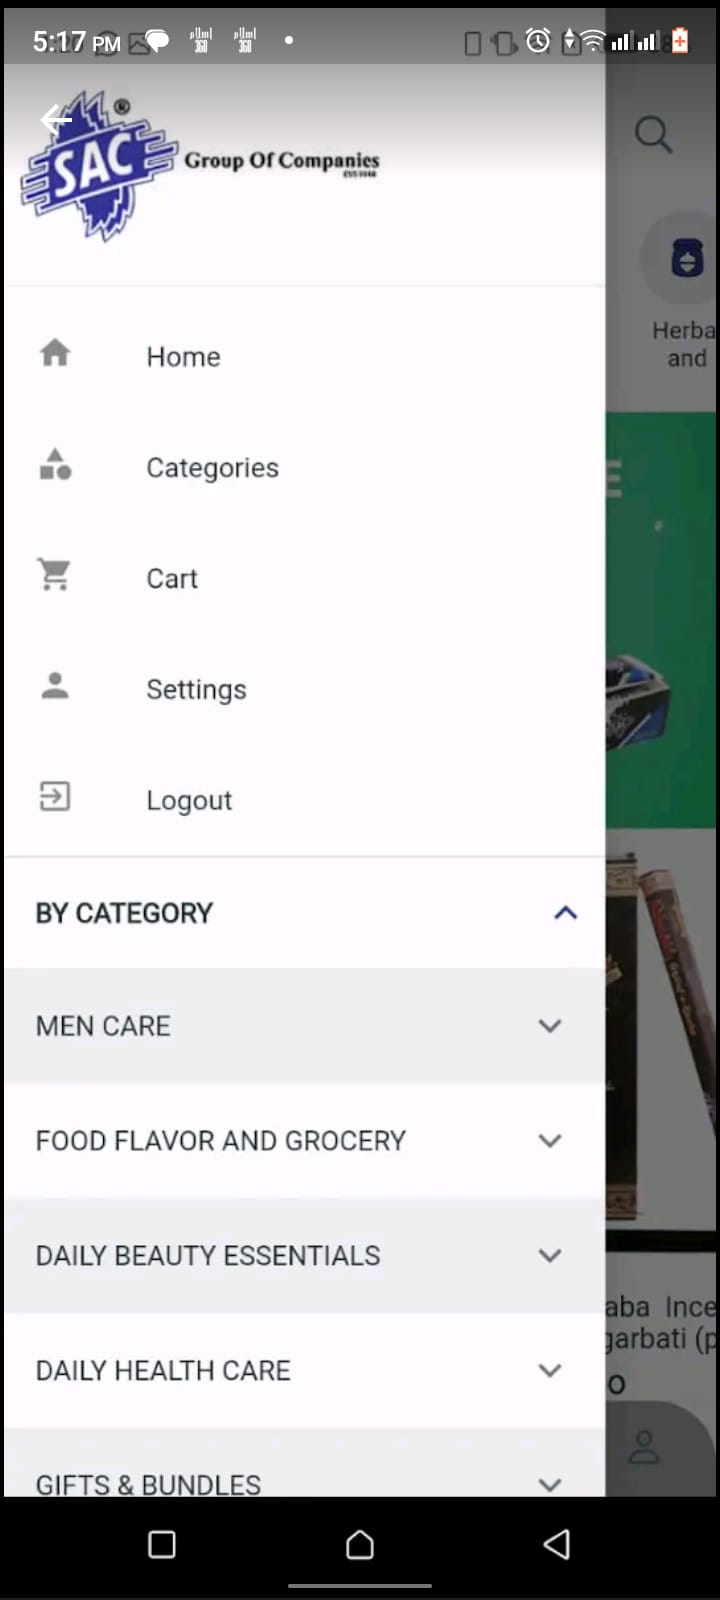 5:17 PM
SAC
®
Group Of Companies
Home
Categories
Cart
Settings
Logout
BY CATEGORY
MEN CARE
FOOD FLAVOR AND GROCERY
DAILY BEAUTY ESSENTIALS
DAILY HEALTH CARE
GIFTS & BUNDLES
Herba
and
E
aba Ince
garbati (p
O